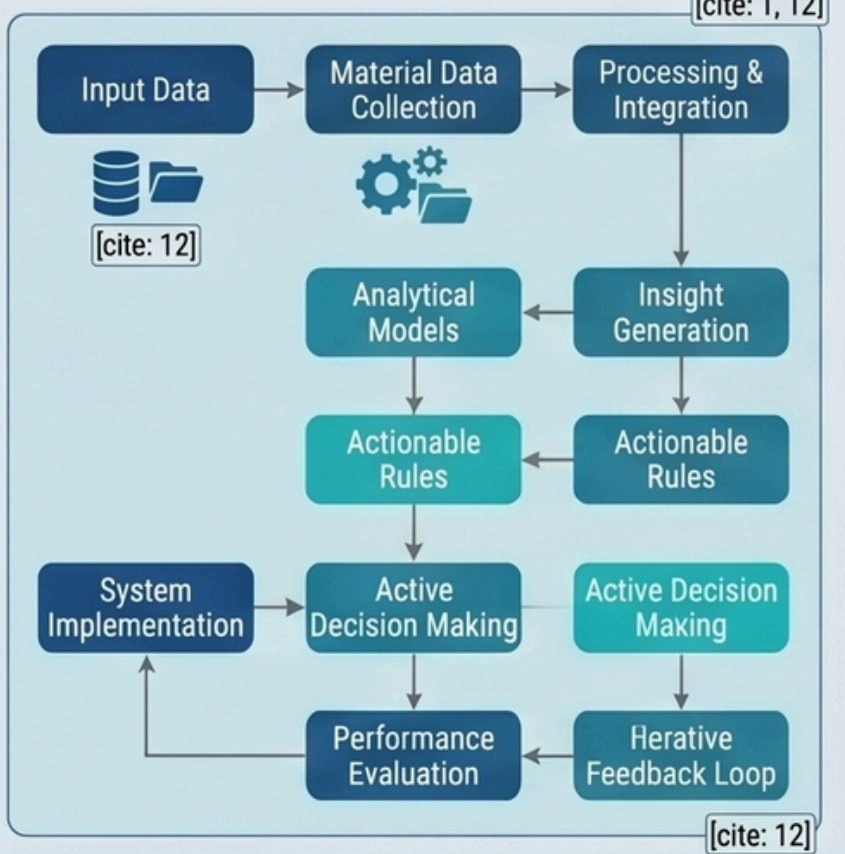 [cite: 1, 12]
Input Data
Material Data
Collection
Processing &
Integration
[cite: 12]
Analytical
Models
Insight
Generation
Actionable
Rules
Actionable
Rules
System
Implementation
Active
Decision Making
Active Decision
Making
Performance
Evaluation
Herative
Feedback Loop
[cite: 12]